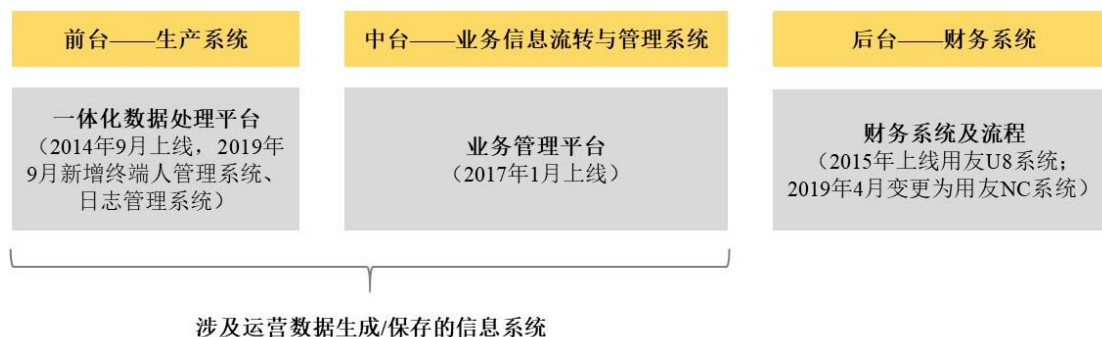 前台——生产系统
一体化数据处理平台
（2014年9月上线，2019年
9月新增终端人管理系统、
日志管理系统）
中台——业务信息流转与管理系统
业务管理平台
（2017年1月上线）
后台——财务系统
财务系统及流程
（2015年上线用友U8系统；
2019年4月变更为用友NC系统）
涉及运营数据生成/保存的信息系统